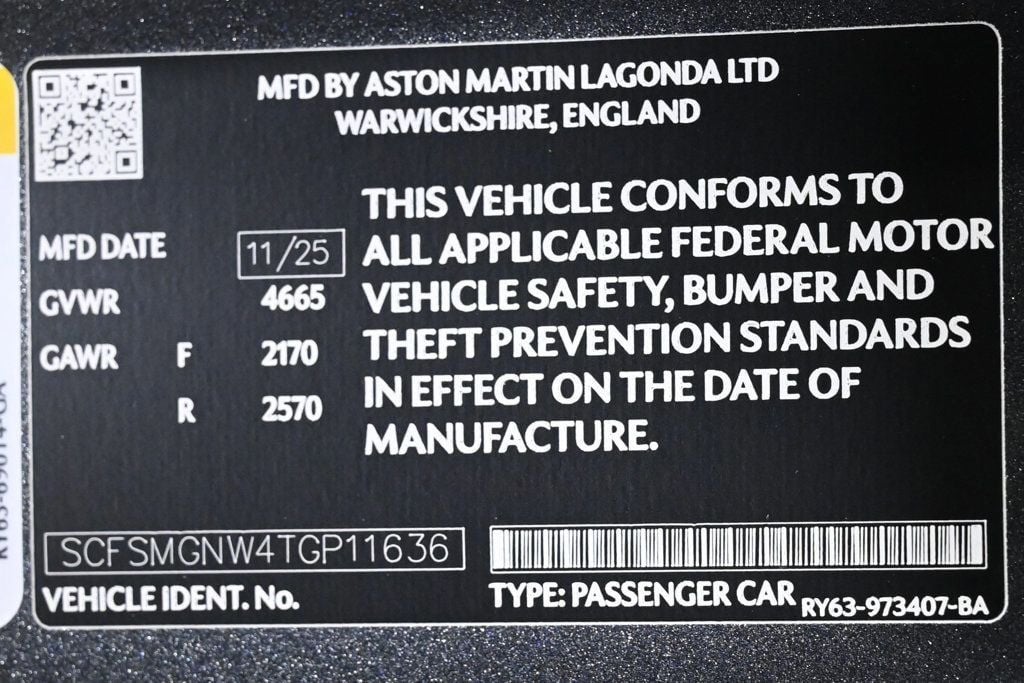 MFD BY ASTON MARTIN LAGONDA LTD
WARWICKSHIRE, ENGLAND
THIS VEHICLE CONFORMS TO
ALL APPLICABLE FEDERAL MOTOR
VEHICLE SAFETY, BUMPER AND
THEFT PREVENTION STANDARDS
IN EFFECT ON THE DATE OF
MANUFACTURE.
MFD DATE 11/25
GVWR 4665
GAWR F 2170
R 2570
SCFSMGNW4TGP11636
VEHICLE IDENT. No.
TYPE: PASSENGER CAR
RY63-973407-BA